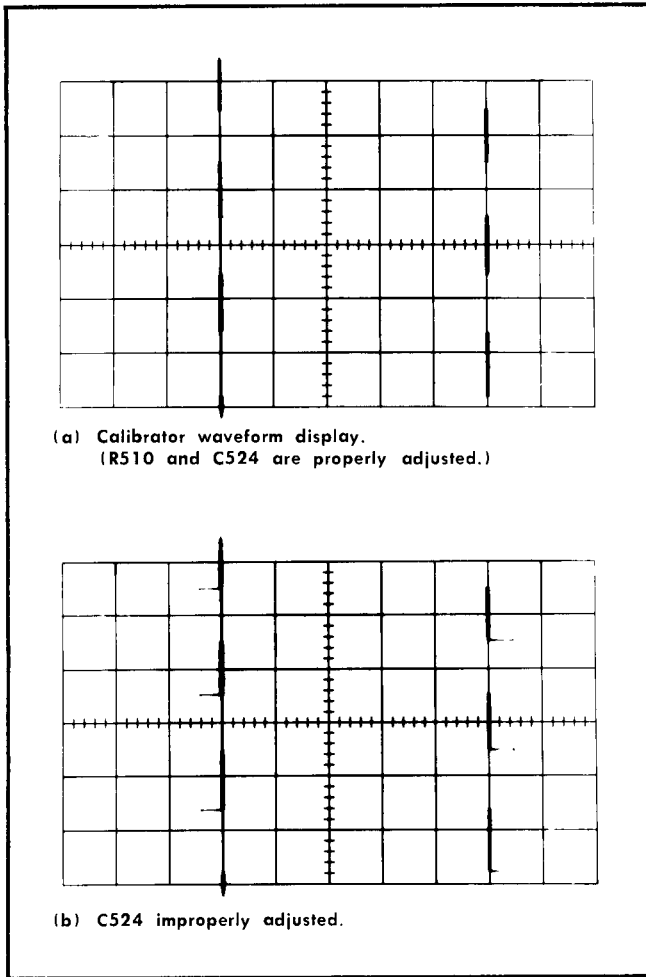 (a) Calibrator waveform display.
(R510 and C524 are properly adjusted.)
(b) C524 improperly adjusted.